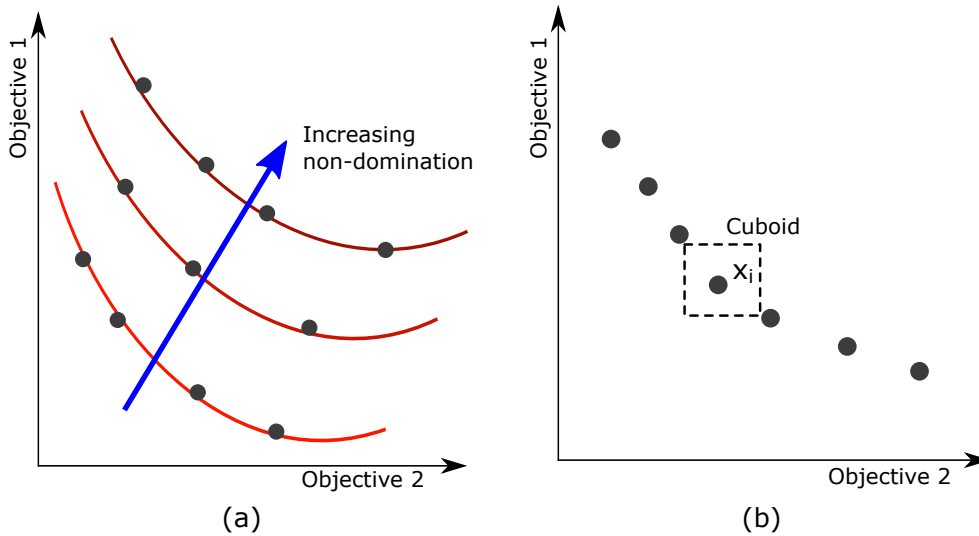 Objective 1
Increasing
non-domination
Objective 2
(a)
Objective 1
Cuboid
xi
Objective 2
(b)